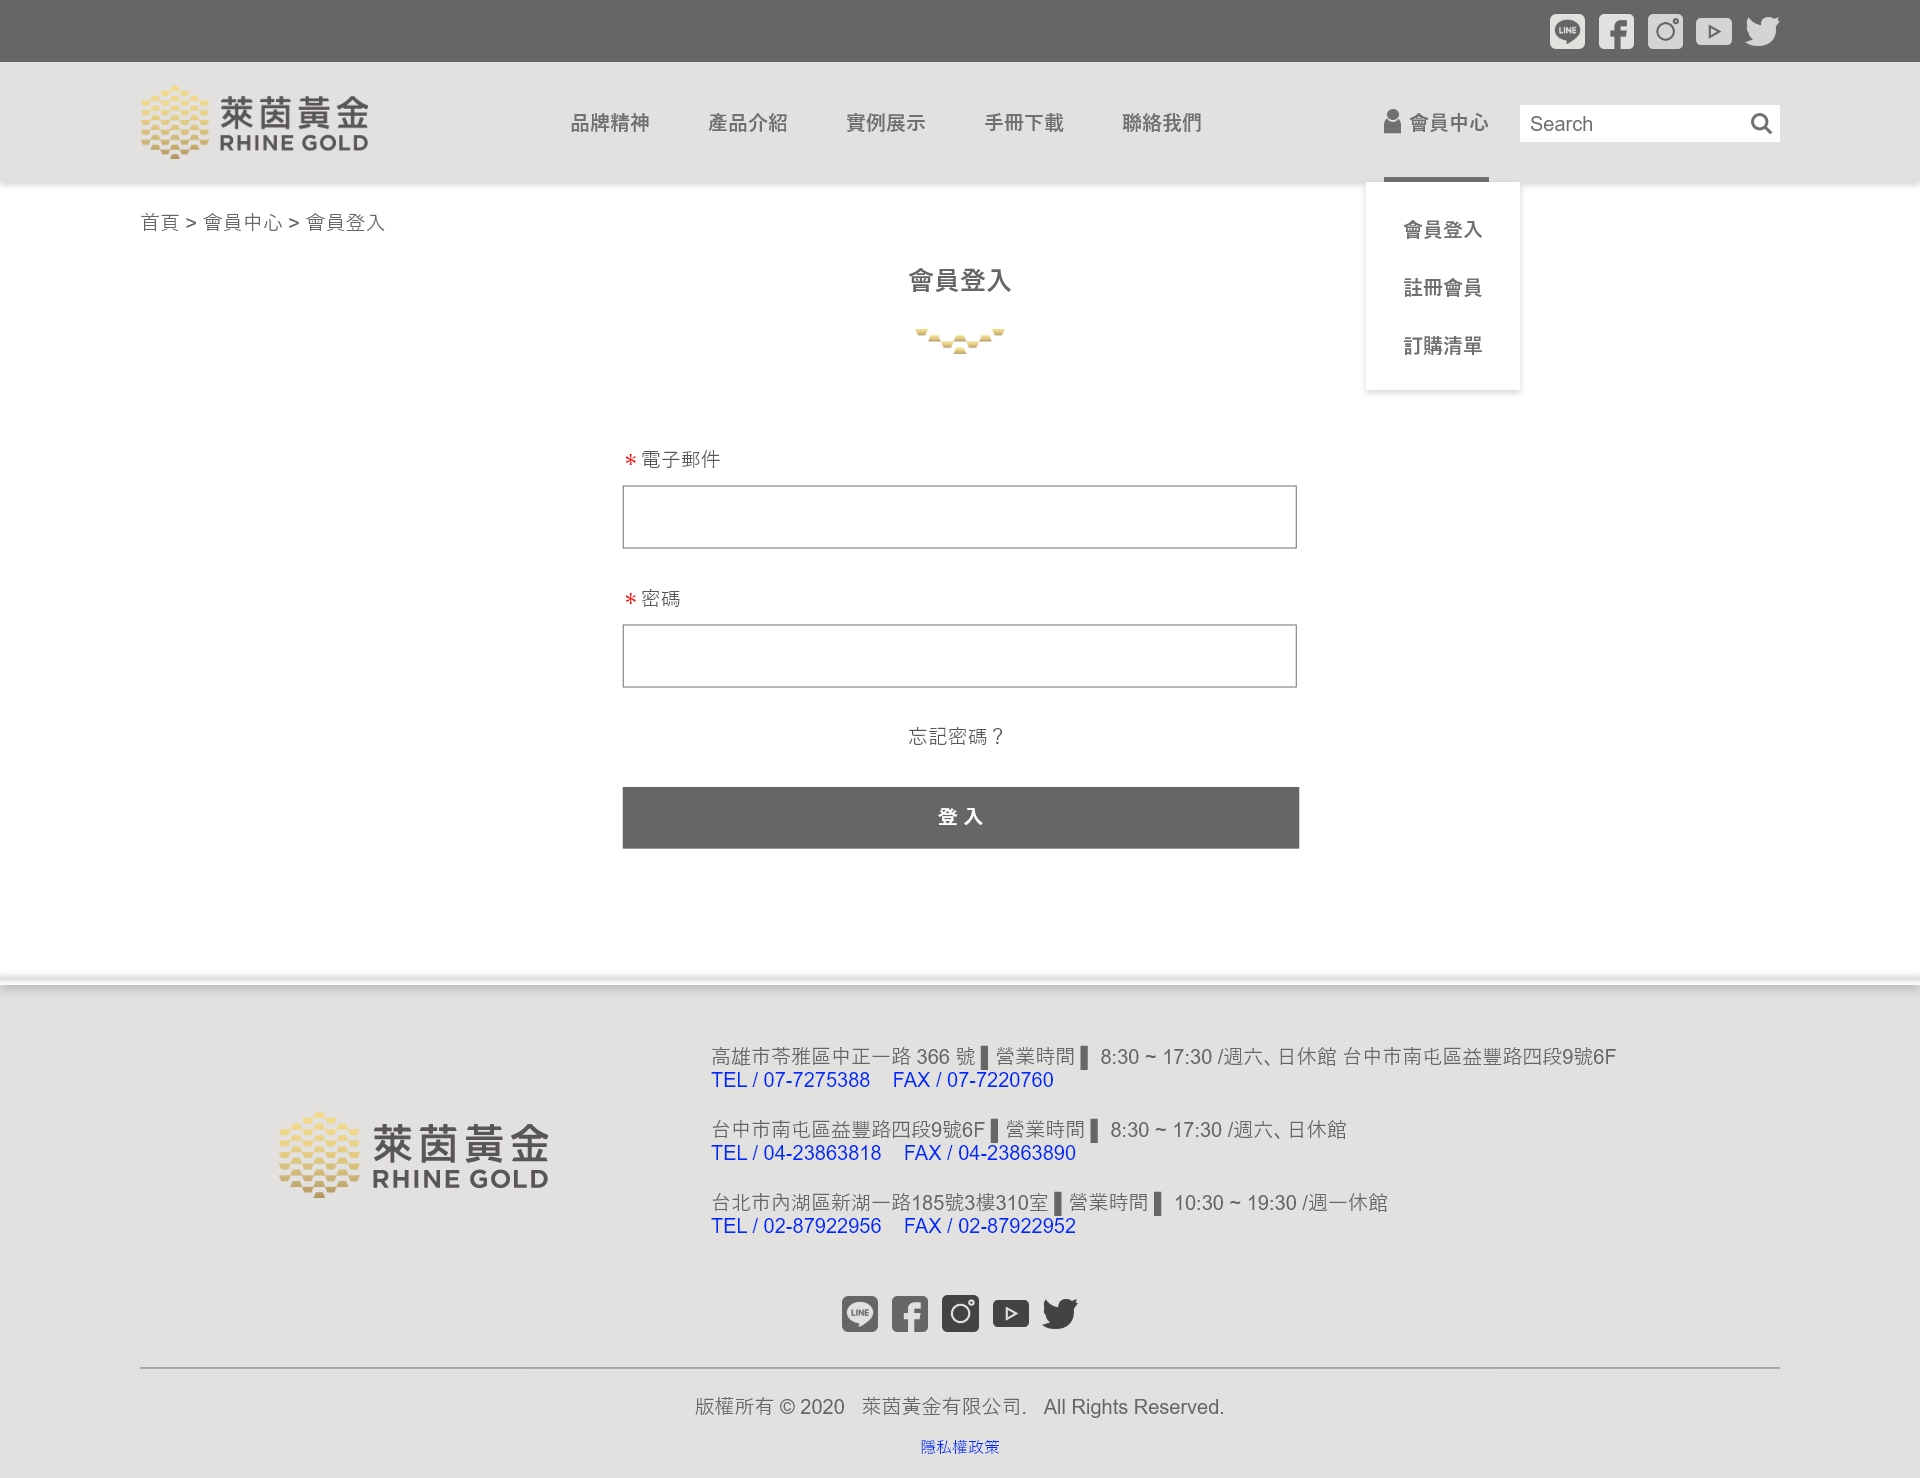 LINE
萊茵黃金
RHINE GOLD
品牌精神
產品介紹
實例展示
手冊下載
聯絡我們
會員中心
Search
首頁 > 會員中心 > 會員登入
會員登入
註冊會員
訂購清單
會員登入
*電子郵件
*密碼
忘記密碼？
登 入
高雄市苓雅區中正一路 366 號 ▌營業時間 ▌ 8:30 ~ 17:30 /週六、日休館 台中市南屯區益豐路四段9號6F
TEL / 07-7275388 FAX / 07-7220760
台中市南屯區益豐路四段9號6F ▌營業時間 ▌ 8:30 ~ 17:30 /週六、日休館
TEL / 04-23863818 FAX / 04-23863890
台北市內湖區新湖一路185號3樓310室 ▌營業時間 ▌ 10:30 ~ 19:30 /週一休館
TEL / 02-87922956 FAX / 02-87922952
萊茵黃金
RHINE GOLD
LINE
版權所有 © 2020 萊茵黃金有限公司. All Rights Reserved.
隱私權政策